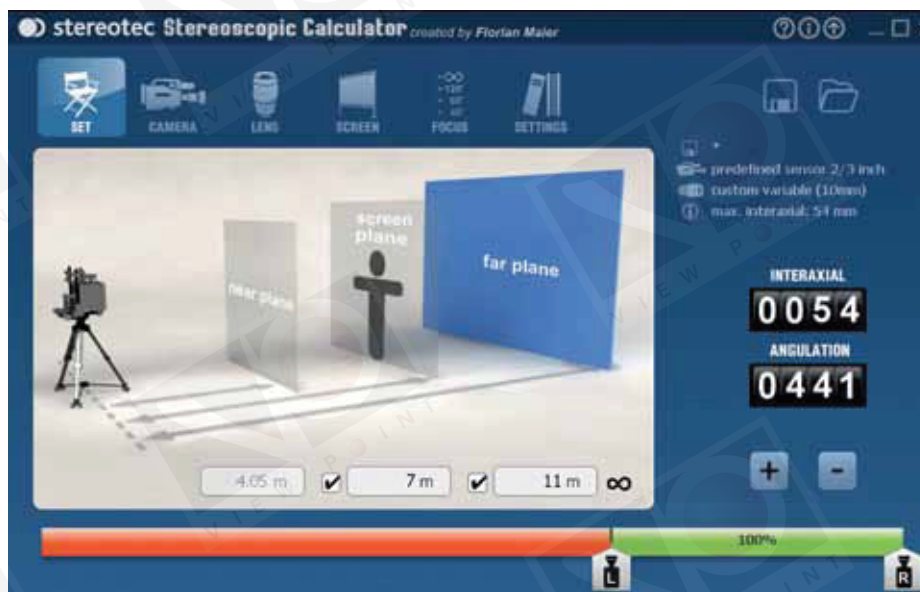 stereotec Stereoscopic Calculator created by Florian Maier
SET CAMERA LENS SCREEN FOCUS SETTINGS
predefined sensor 2/3 inch
custom variable (10mm)
max. interaxial: 54 mm
near plane
screen plane
far plane
INTERAXIAL
0054
ANGULATION
0441
4.05 m 7 m 11 m ∞
+ -
100%
L R
VIEW POINT